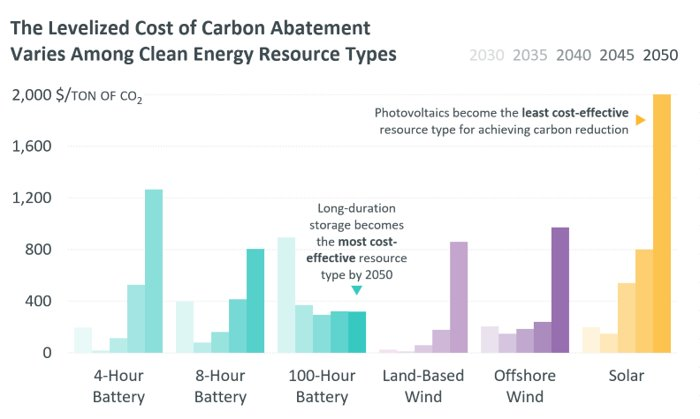 The Levelized Cost of Carbon Abatement
Varies Among Clean Energy Resource Types
2030 2035 2040 2045 2050
2,000 $/TON OF CO₂
Photovoltaics become the least cost-effective
resource type for achieving carbon reduction
1,600
1,200
Long-duration
storage becomes
the most cost-
effective resource
type by 2050
800
400
0
4-Hour
Battery
8-Hour
Battery
100-Hour
Battery
Land-Based
Wind
Offshore
Wind
Solar